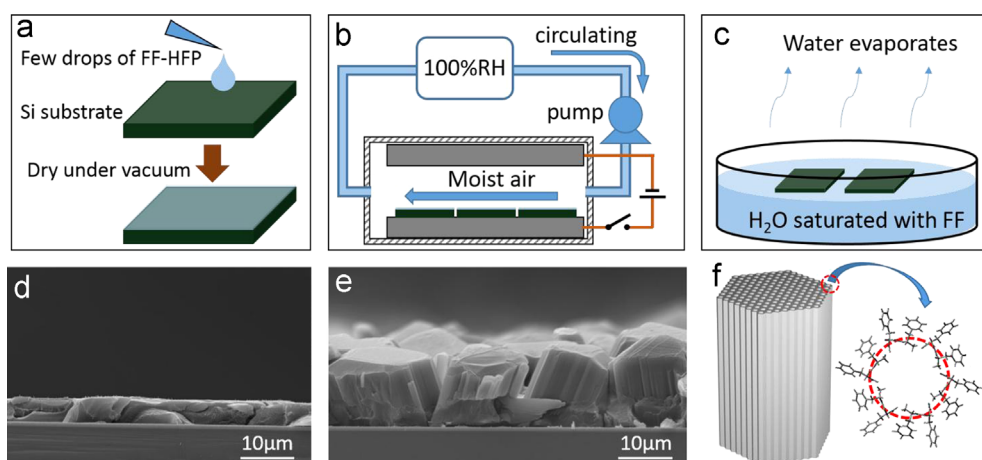 a
Few drops of FF-HFP
Si substrate
Dry under vacuum
b
circulating
100%RH
pump
Moist air
c
Water evaporates
H₂O saturated with FF
d
10μm
e
10μm
f